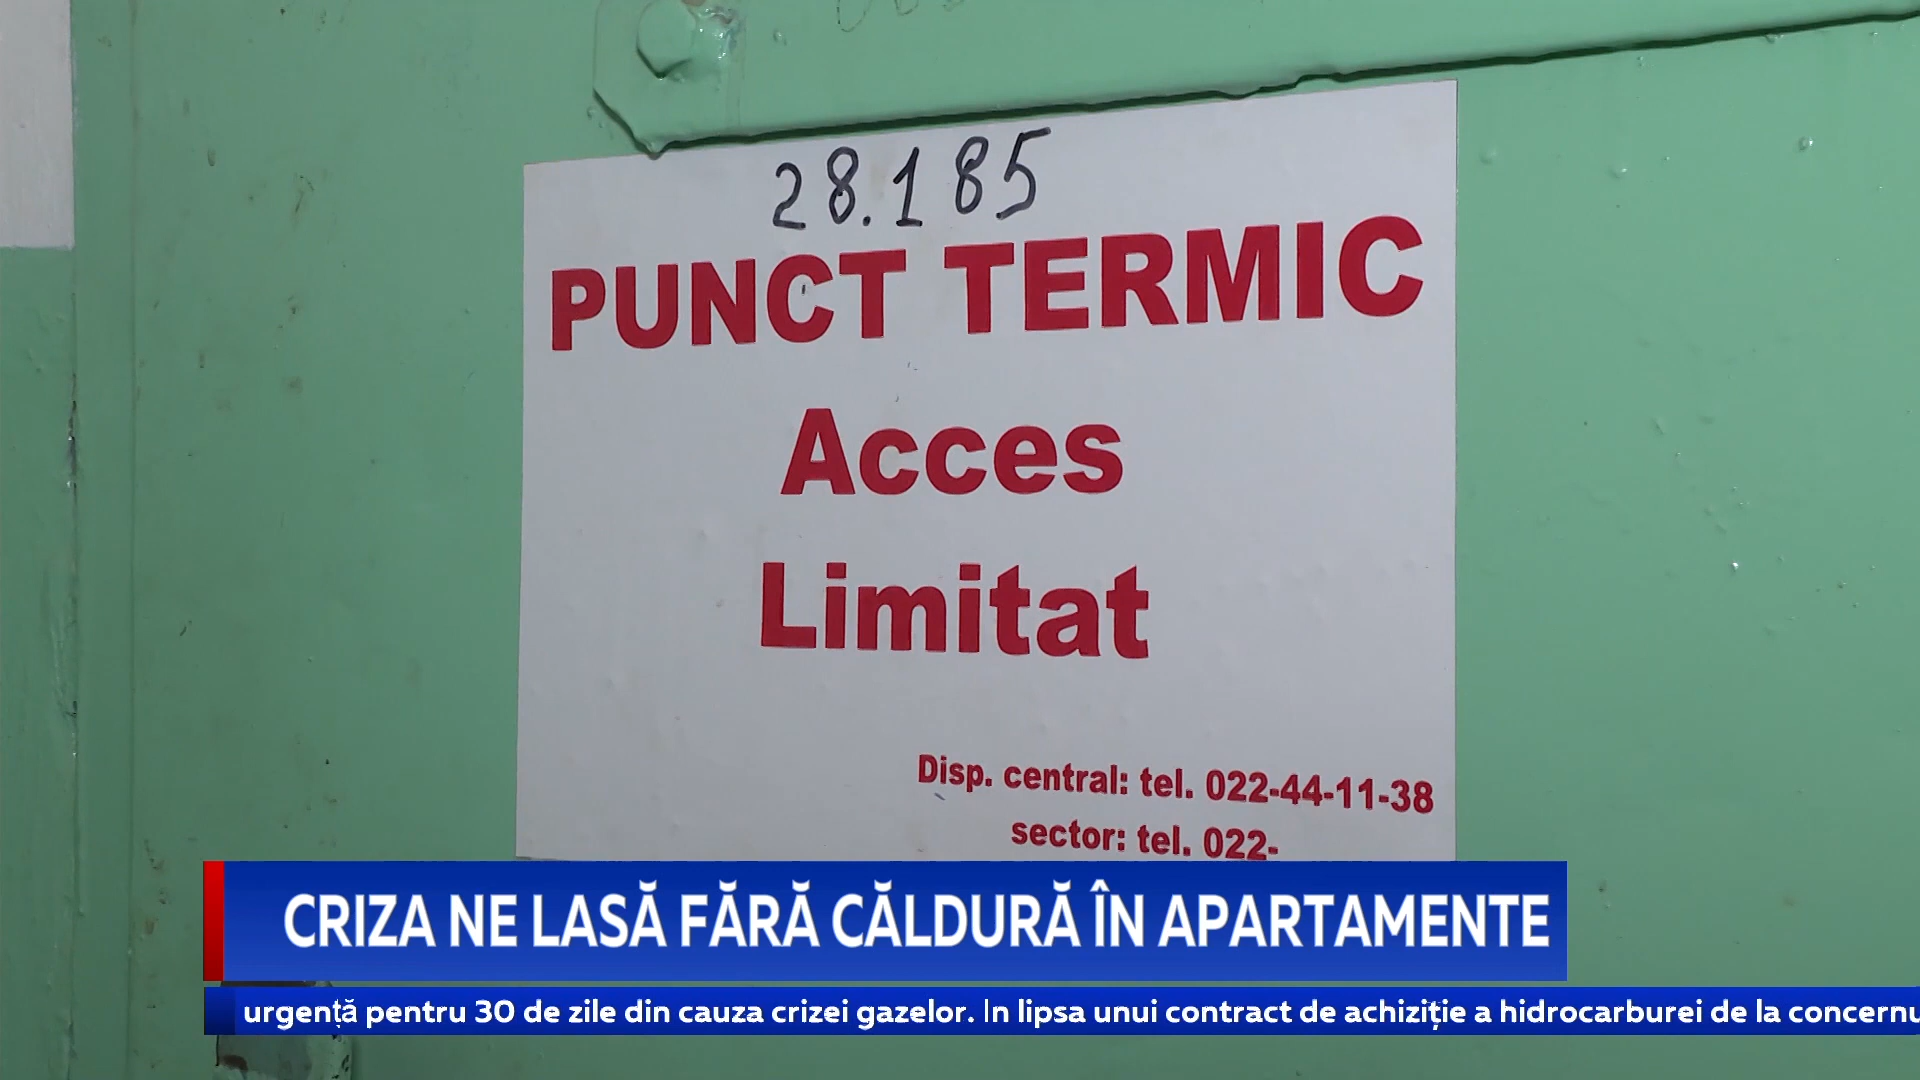 28.185
PUNCT TERMIC
Acces
Limitat
Disp. central: tel. 022-44-11-38
sector: tel. 022-
CRIZA NE LASĂ FĂRĂ CĂLDURĂ ÎN APARTAMENTE
urgență pentru 30 de zile din cauza crizei gazelor. În lipsa unui contract de achiziție a hidrocarburei de la concernu